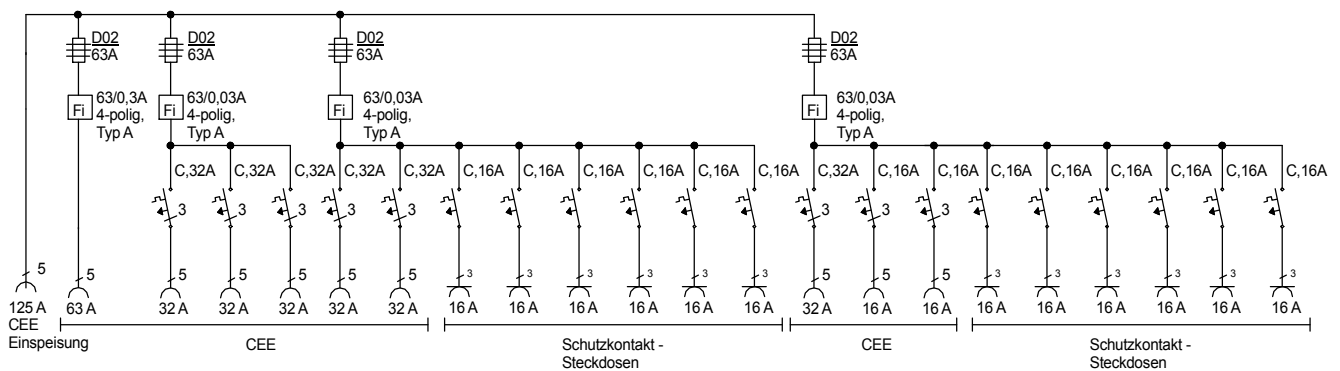 D02 D02 D02 D02
63A 63A 63A 63A
63/0,3A 63/0,03A 63/0,03A 63/0,03A
Fi 4-polig, Fi 4-polig, Fi 4-polig, Fi 4-polig,
Typ A Typ A Typ A Typ A
C,32A C,32A C,32A C,32A C,32A C,16A C,16A C,16A C,16A C,16A C,16A C,32A C,16A C,16A C,16A C,16A C,16A C,16A C,16A C,16A
3 3 3 3 3 3 3 3
5 5 5 5 5 5 5 3 3 3 3 3 3 5 5 5 3 3 3 3 3 3
125 A 63 A 32 A 32 A 32 A 32 A 32 A 16 A 16 A 16 A 16 A 16 A 16 A 32 A 16 A 16 A 16 A 16 A 16 A 16 A 16 A 16 A
CEE
Einspeisung CEE Schutzkontakt - CEE Schutzkontakt -
Steckdosen Steckdosen